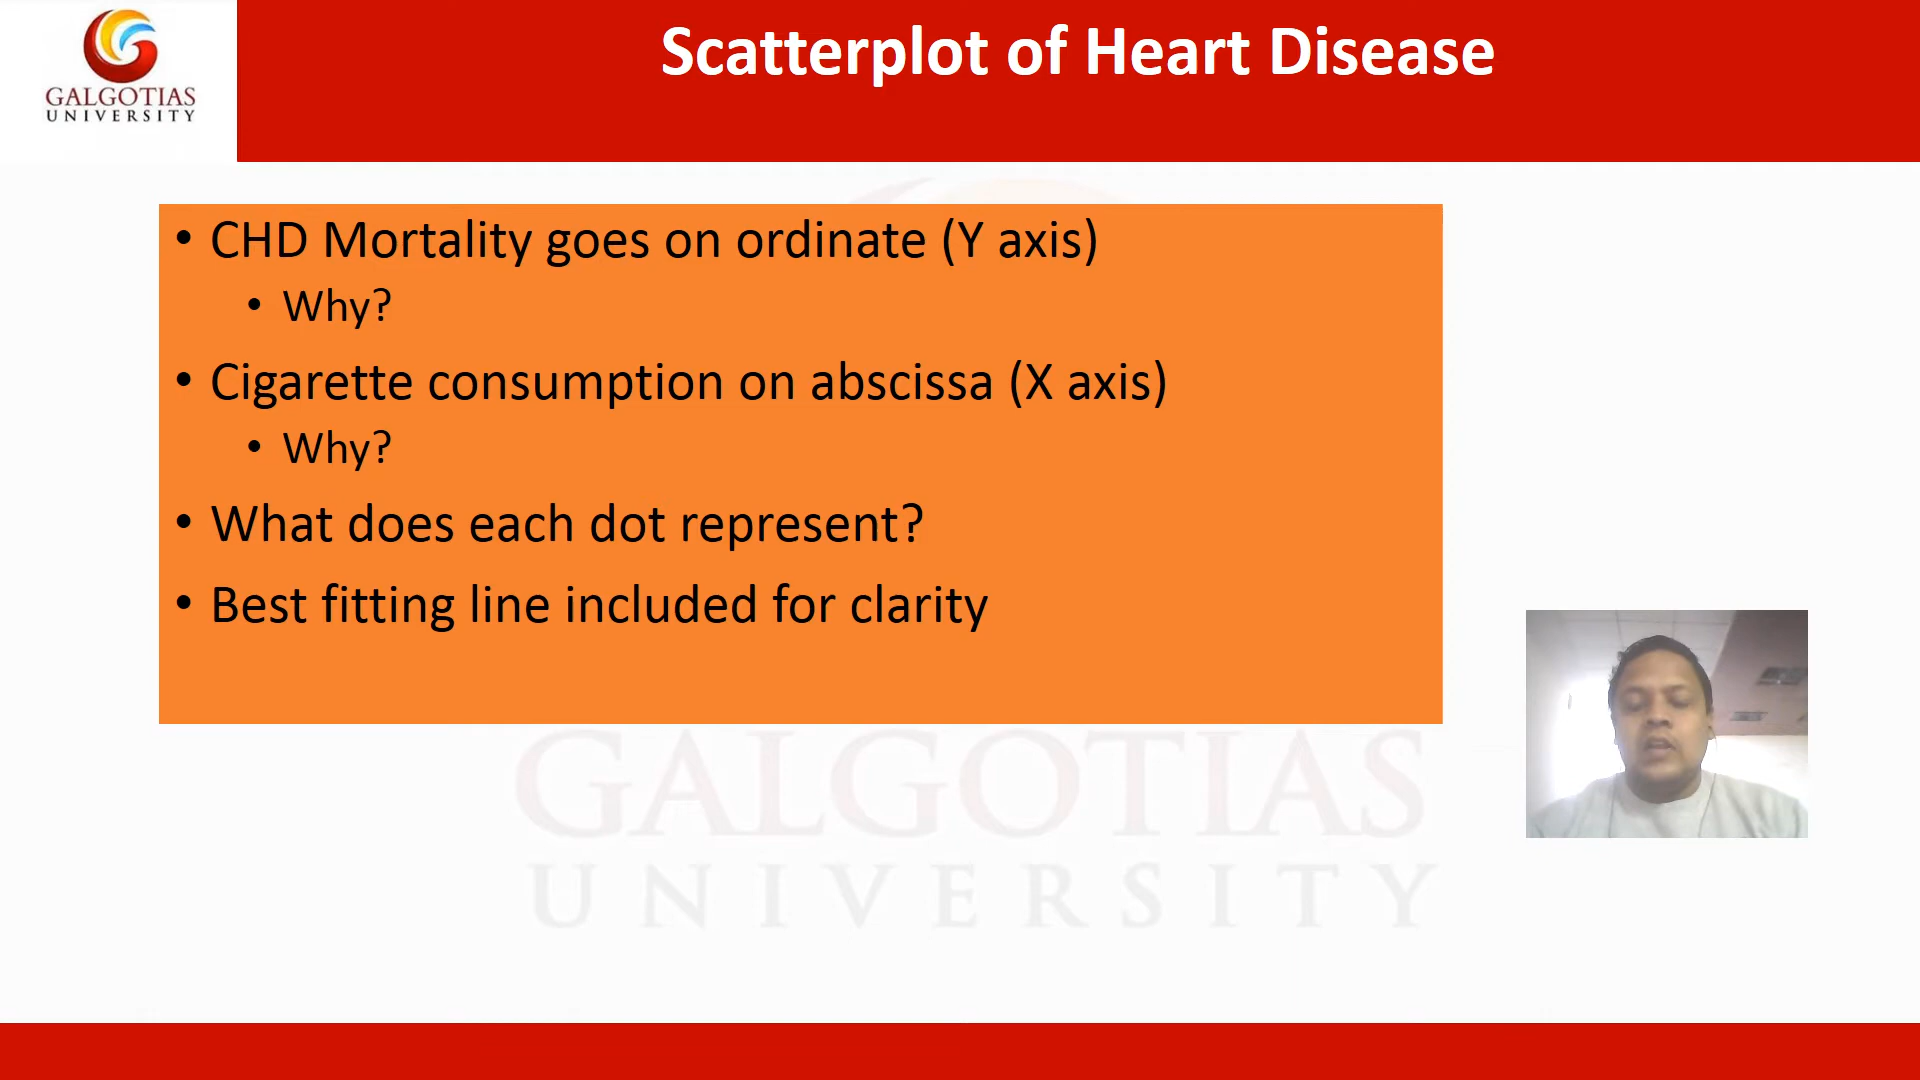 GALGOTIAS
UNIVERSITY
Scatterplot of Heart Disease
• CHD Mortality goes on ordinate (Y axis)
• Why?
• Cigarette consumption on abscissa (X axis)
• Why?
• What does each dot represent?
• Best fitting line included for clarity
GALGOTIAS
UNIVERSITY